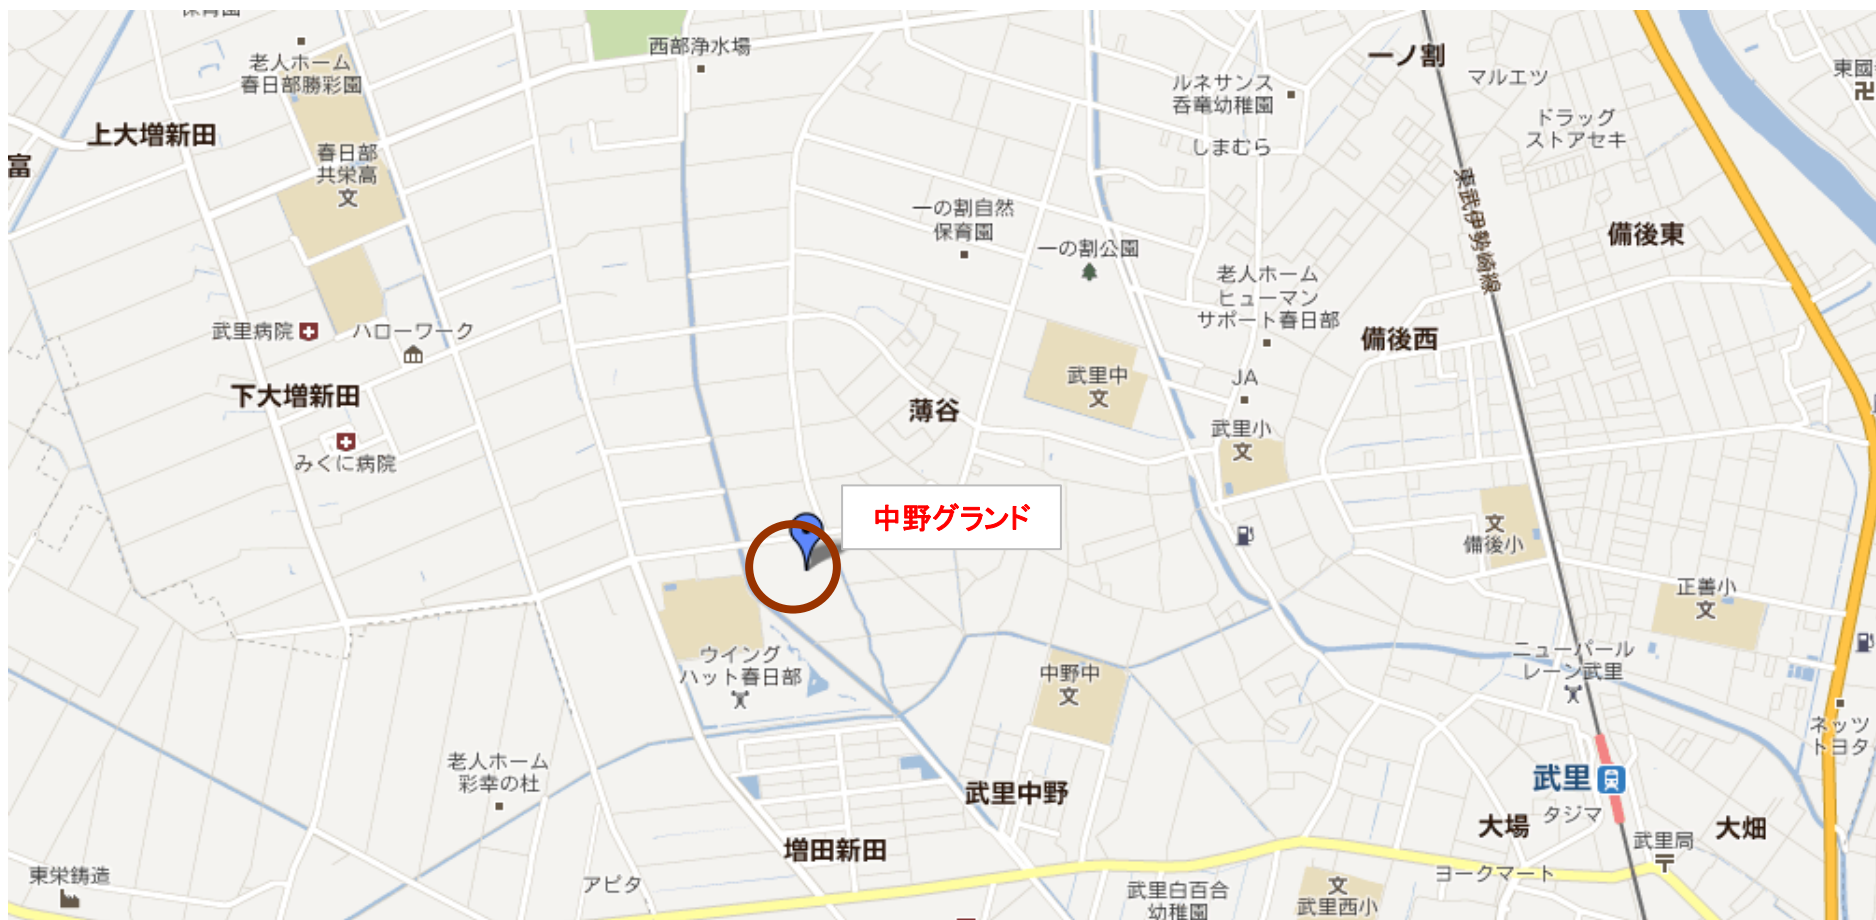 保育園
老人ホーム
春日部勝彩園
西部浄水場
一ノ割
マルエツ
ルネサンス
呑竜幼稚園
しまむら
ドラッグ
ストアセキ
上大増新田
富
春日部
共栄高
文
東武伊勢崎線
備後東
一の割自然
保育園
一の割公園
老人ホーム
ヒューマン
サポート春日部
武里病院
ハローワーク
備後西
下大増新田
武里中
文
JA
薄谷
武里小
文
みくに病院
中野グランド
文
備後小
正善小
文
ウイング
ハット春日部
中野中
文
ニューパール
レーン武里
ネッツ
トヨタ
老人ホーム
彩幸の杜
武里中野
武里
タジマ
大場
大畑
武里局
増田新田
東栄鋳造
アピタ
ヨークマート
武里白百合
幼稚園
文
武里西小